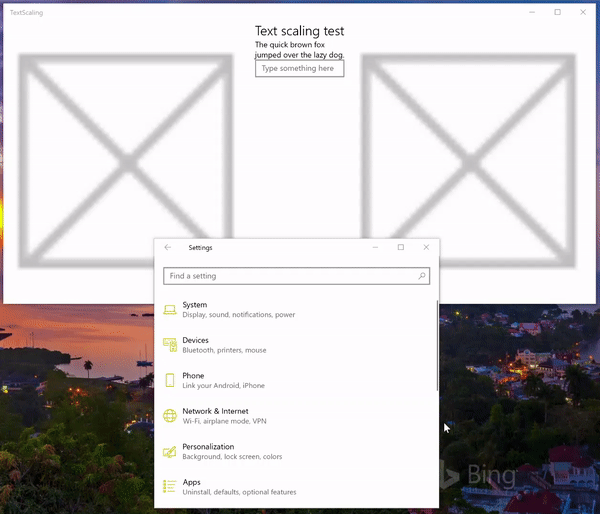 TextScaling
Text scaling test
The quick brown fox
jumped over the lazy dog.
Type something here
Settings
Find a setting
System
Display, sound, notifications, power
Devices
Bluetooth, printers, mouse
Phone
Link your Android, iPhone
Network & Internet
Wi-Fi, airplane mode, VPN
Personalization
Background, lock screen, colors
Apps
Uninstall, defaults, optional features
Bing